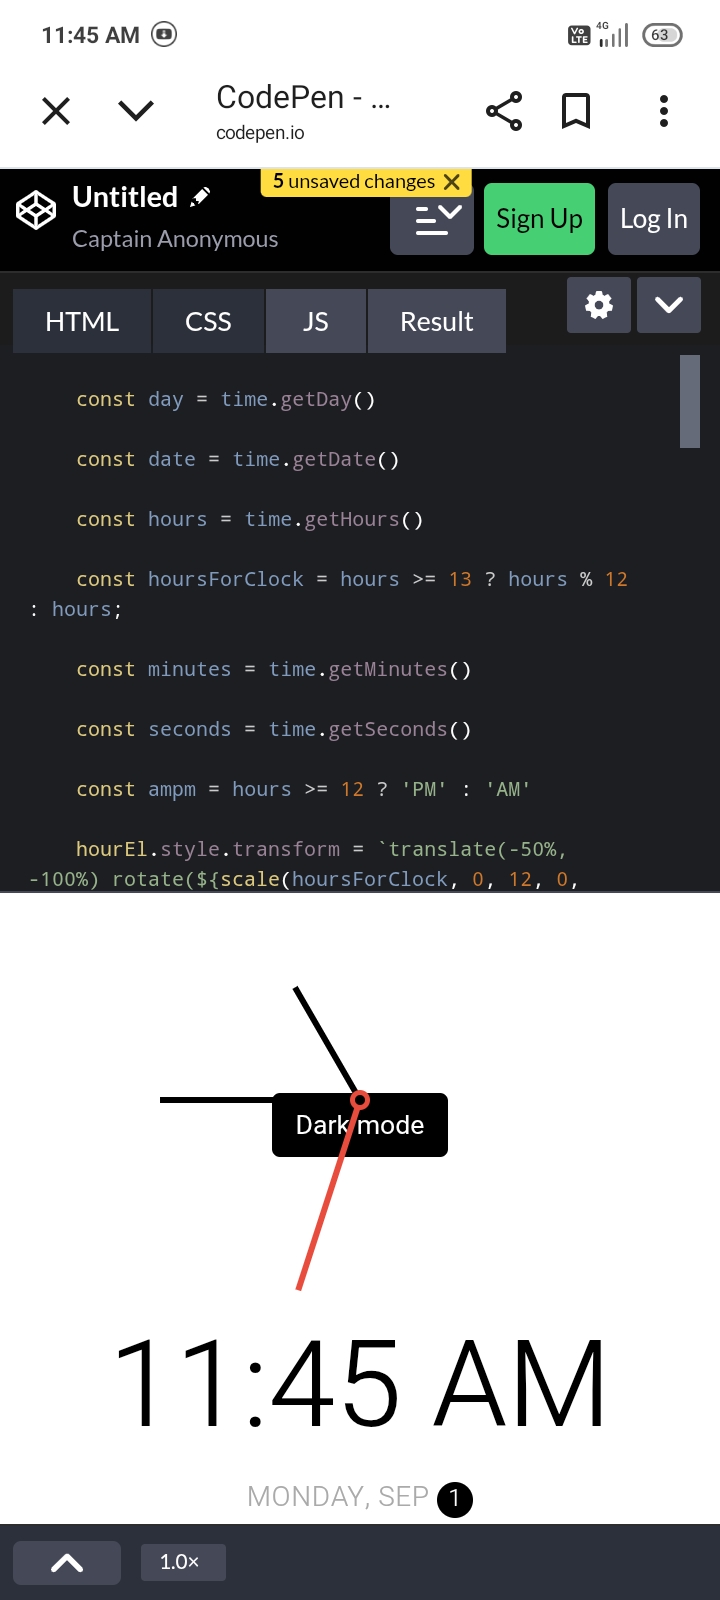 11:45 AM
Vo LTE 4G 63
CodePen - ...
codepen.io
5 unsaved changes
Untitled
Captain Anonymous
Sign Up
Log In
HTML CSS JS Result
const day = time.getDay()
const date = time.getDate()
const hours = time.getHours()
const hoursForClock = hours >= 13 ? hours % 12
: hours;
const minutes = time.getMinutes()
const seconds = time.getSeconds()
const ampm = hours >= 12 ? 'PM' : 'AM'
hourEl.style.transform = `translate(-50%,
-100%) rotate(${scale(hoursForClock, 0, 12, 0,
Dark mode
11:45 AM
MONDAY, SEP 1
1.0×